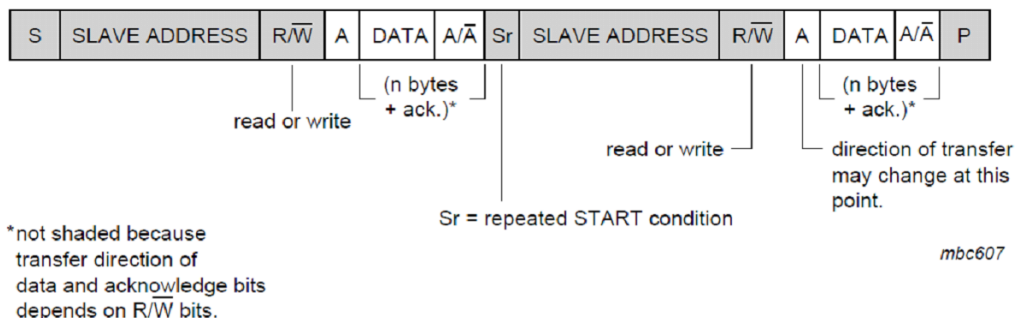 S SLAVE ADDRESS R/W̅ A DATA A/A̅ Sr SLAVE ADDRESS R/W̅ A DATA A/A̅ P
(n bytes
+ ack.)*
read or write
(n bytes
+ ack.)*
read or write
direction of transfer
may change at this
point.
Sr = repeated START condition
*not shaded because
transfer direction of
data and acknowledge bits
depends on R/W̅ bits.
mbc607